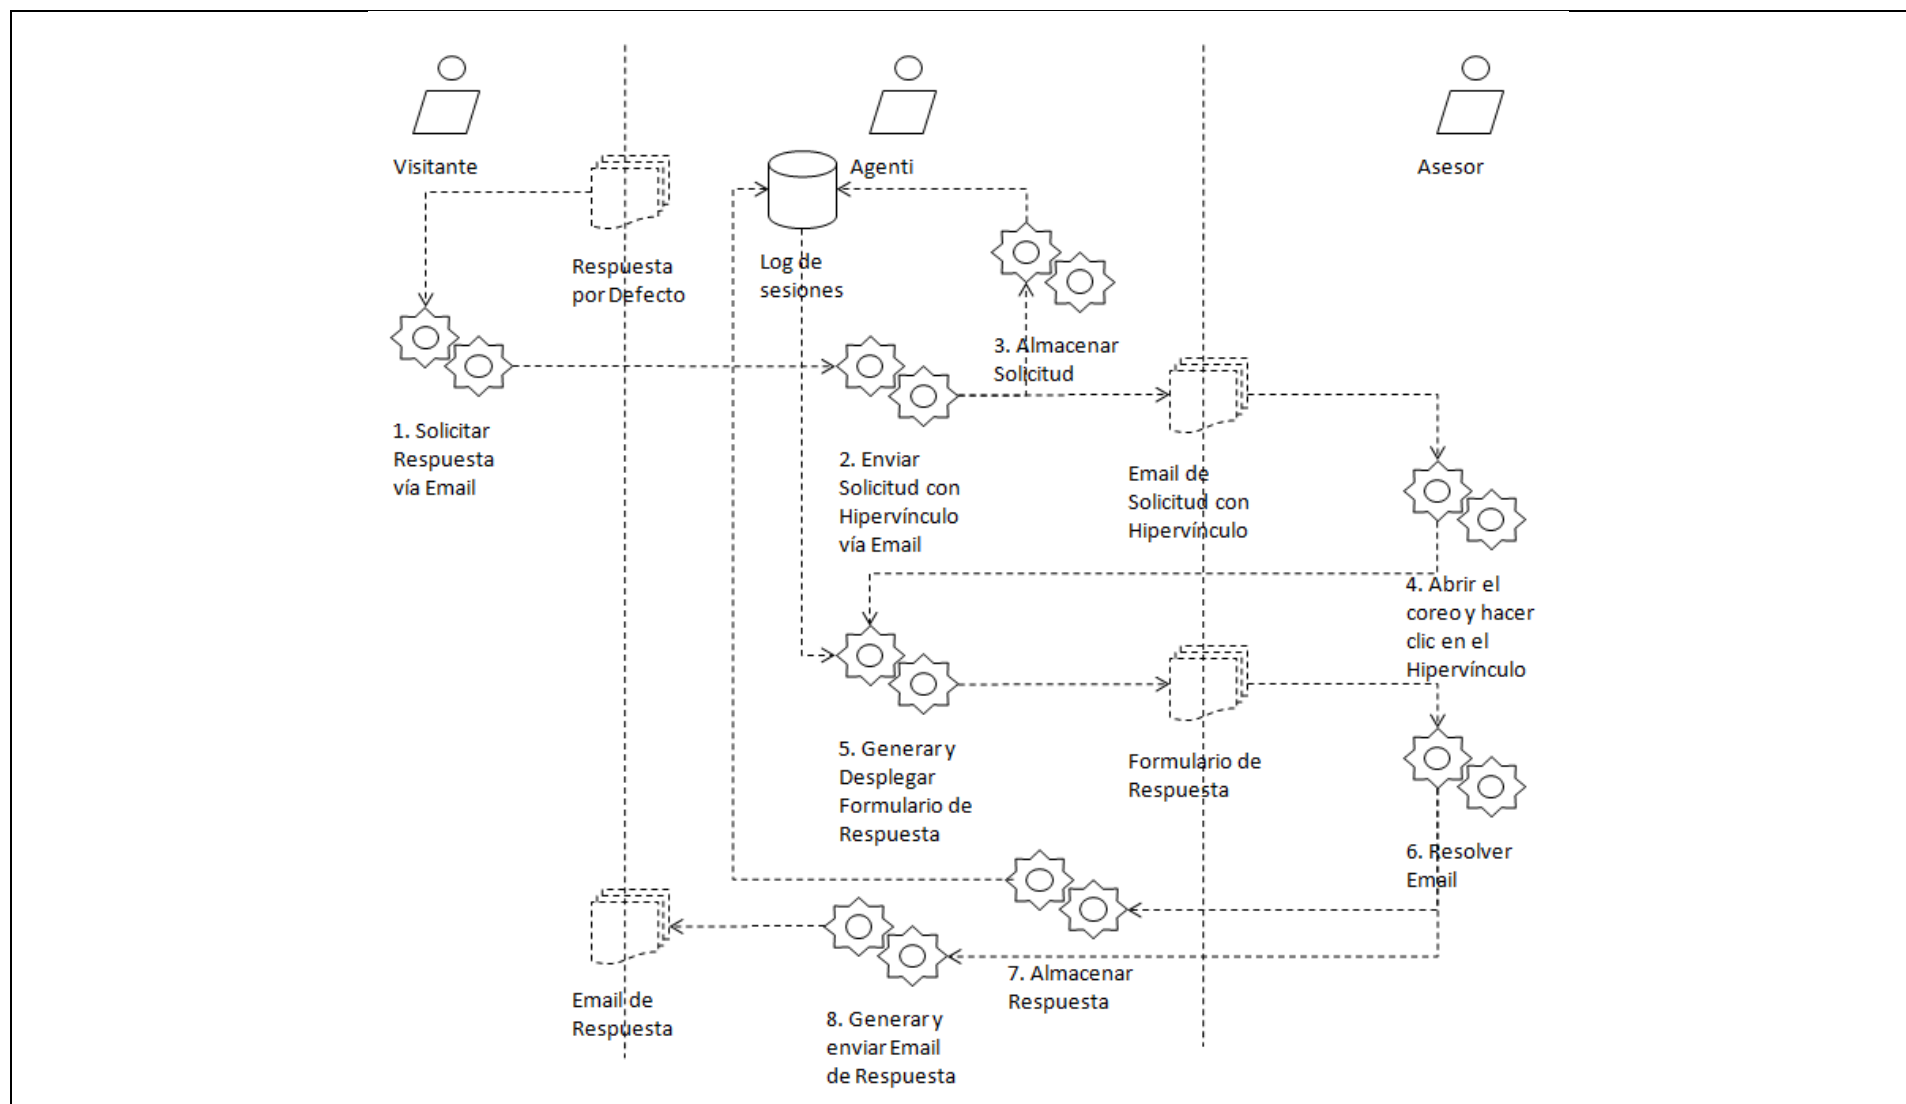 Visitante
Agenti
Asesor
Respuesta
por Defecto
Log de
sesiones
3. Almacenar
Solicitud
1. Solicitar
Respuesta
vía Email
2. Enviar
Solicitud con
Hipervínculo
vía Email
Email de
Solicitud con
Hipervínculo
4. Abrir el
coreo y hacer
clic en el
Hipervínculo
5. Generar y
Desplegar
Formulario de
Respuesta
Formulario de
Respuesta
6. Resolver
Email
7. Almacenar
Respuesta
Email de
Respuesta
8. Generar y
enviar Email
de Respuesta